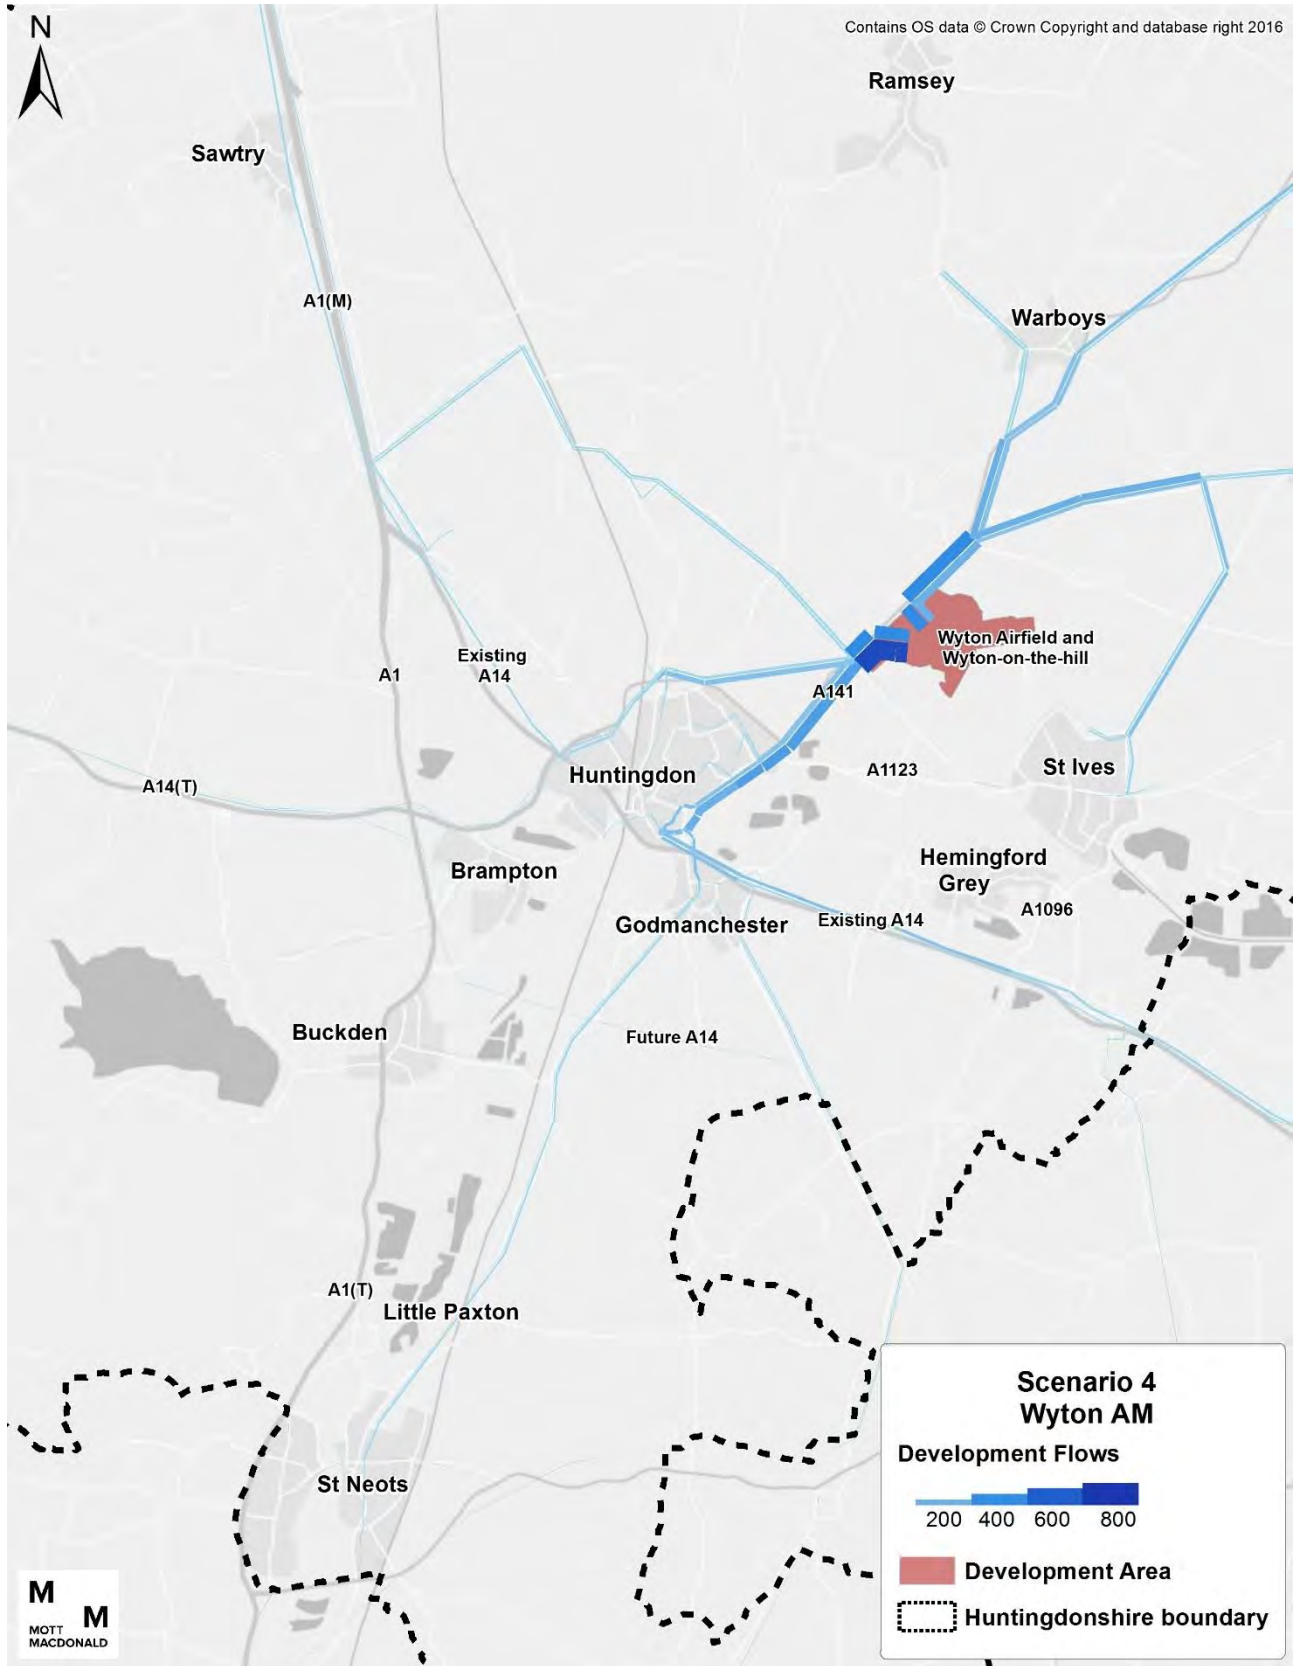 N
Contains OS data © Crown Copyright and database right 2016
Ramsey
Sawtry
A1(M)
Warboys
Wyton Airfield and
Wyton-on-the-hill
Existing
A14
A1
A141
A14(T)
Huntingdon
A1123
St Ives
Brampton
Hemingford
Grey
A1096
Godmanchester
Existing A14
Buckden
Future A14
A1(T)
Little Paxton
St Neots
Scenario 4
Wyton AM
Development Flows
200 400 600 800
Development Area
Huntingdonshire boundary
M
M
MOTT
MACDONALD